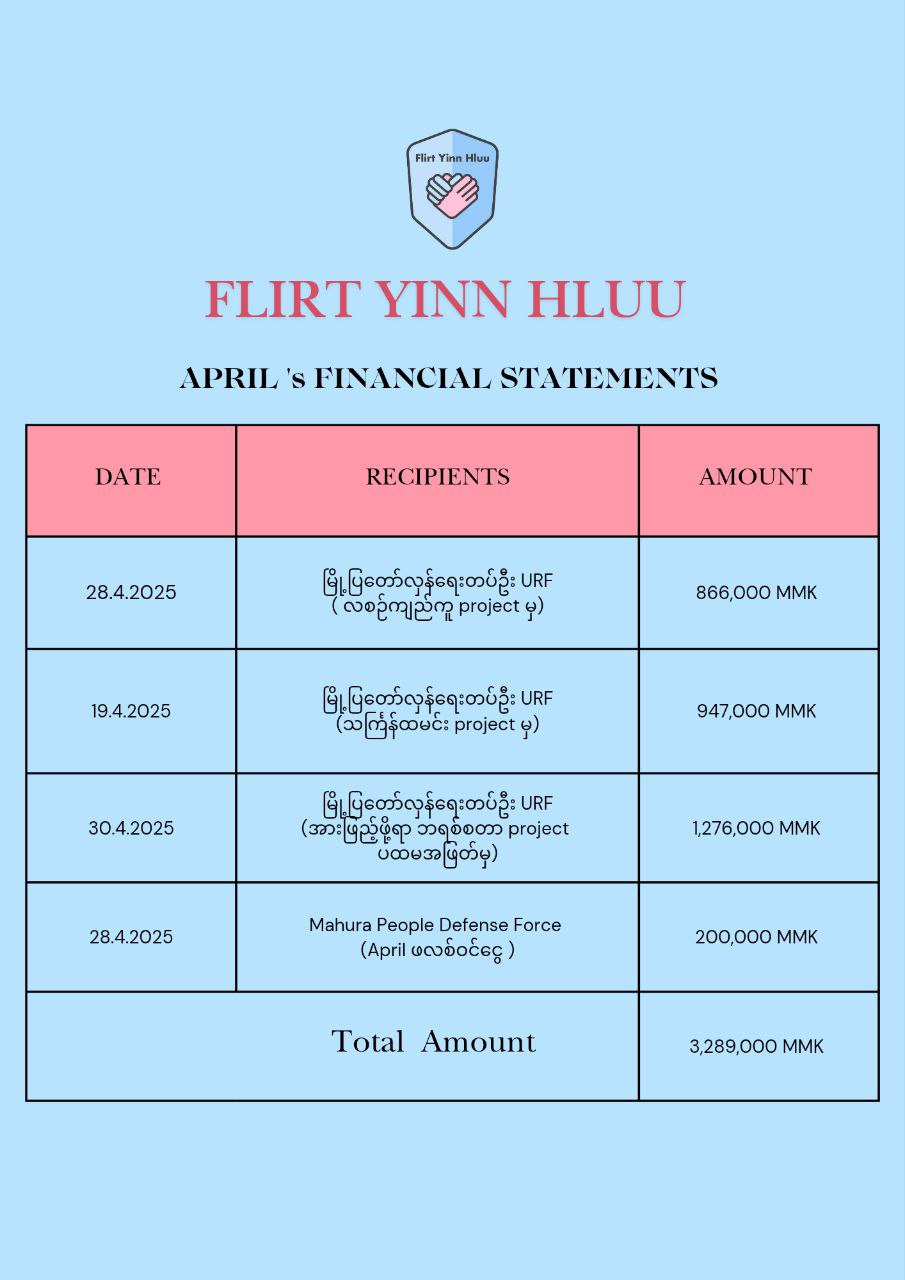 Flirt Yinn Hluu
FLIRT YINN HLUU
APRIL 's FINANCIAL STATEMENTS
DATE
RECIPIENTS
AMOUNT
28.4.2025
မြို့ပြတော်လှန်ရေးတပ်ဦး URF
( လစဉ်ကျည်ကူ project မှ)
866,000 MMK
19.4.2025
မြို့ပြတော်လှန်ရေးတပ်ဦး URF
(သင်္ကြန်ထမင်း project မှ)
947,000 MMK
30.4.2025
မြို့ပြတော်လှန်ရေးတပ်ဦး URF
(အားဖြည့်ဖို့ရာ ဘရစ်စတာ project
ပထမအဖြတ်မှ)
1,276,000 MMK
28.4.2025
Mahura People Defense Force
(April ဖလစ်ဝင်ငွေ )
200,000 MMK
Total Amount
3,289,000 MMK